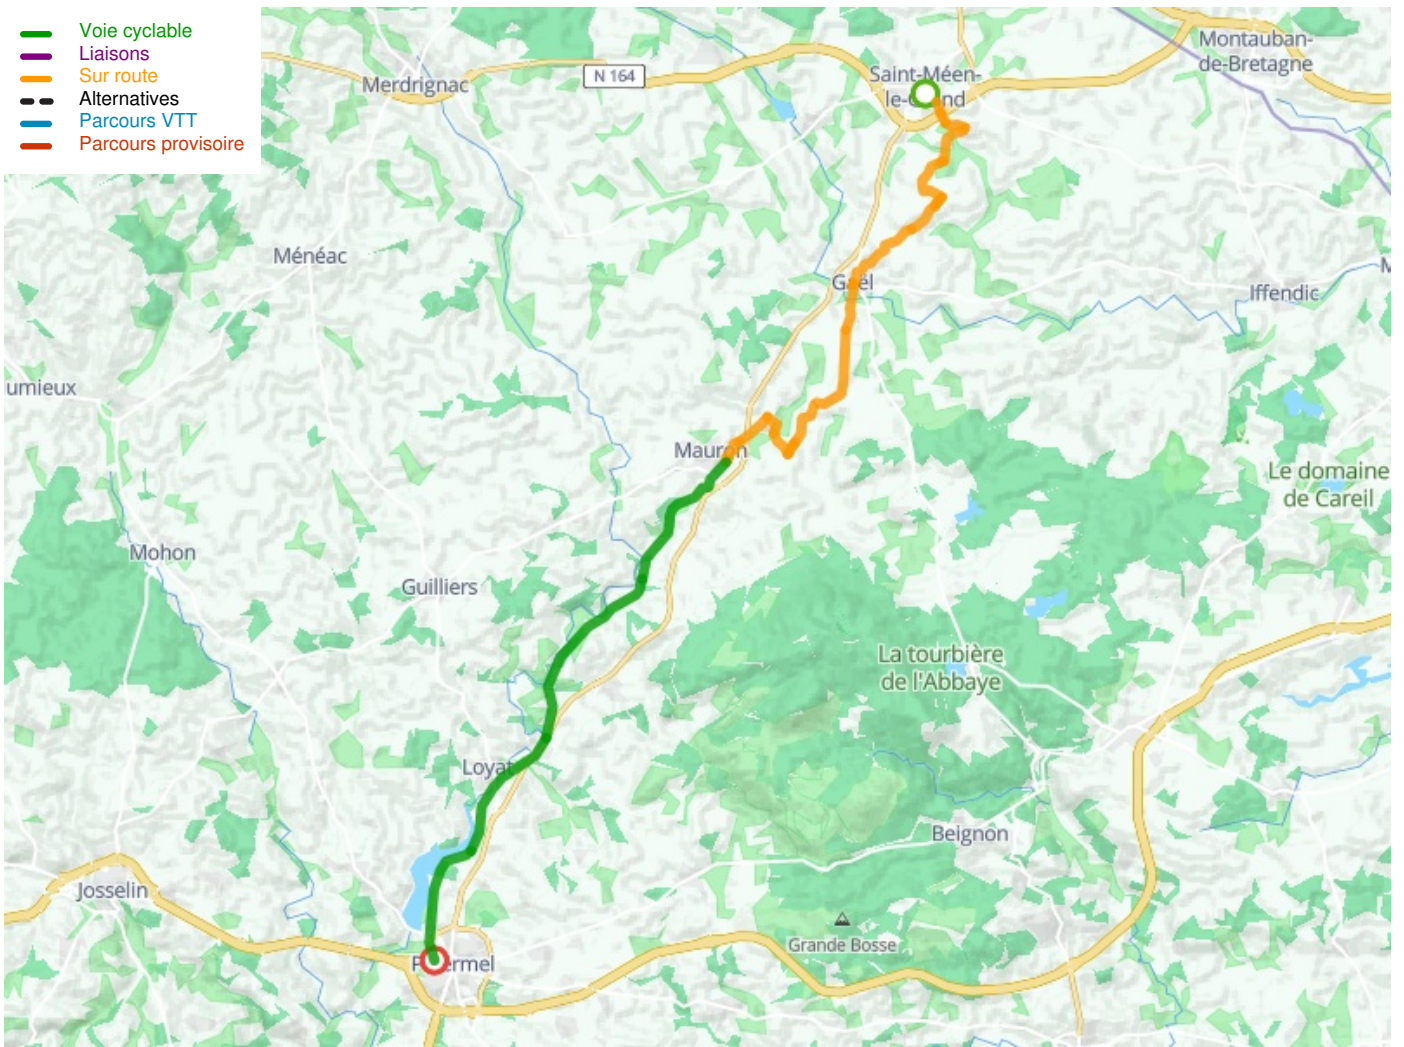 Voie cyclable
Liaisons
Sur route
Alternatives
Parcours VTT
Parcours provisoire
Montauban-
de-Bretagne
Merdrignac
N 164
Saint-Méen-
Ménéac
Iffendic
umieux
Le domaine
de Careil
Mohon
Guilliers
La tourbière
de l'Abbaye
Loyat
Beignon
Josselin
Grande Bosse